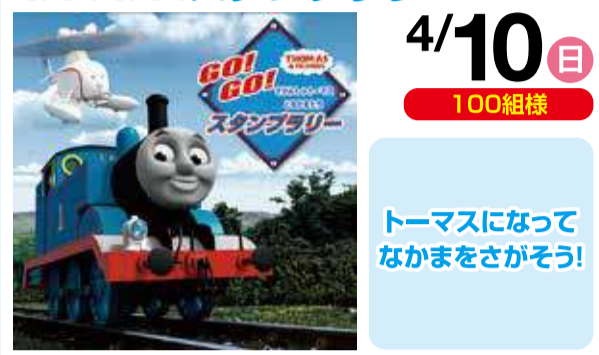 GO!
GO!
THOMAS
& FRIENDS
スタンプラリー
4/10 日
100組様
トーマスになって
なかまをさがそう!